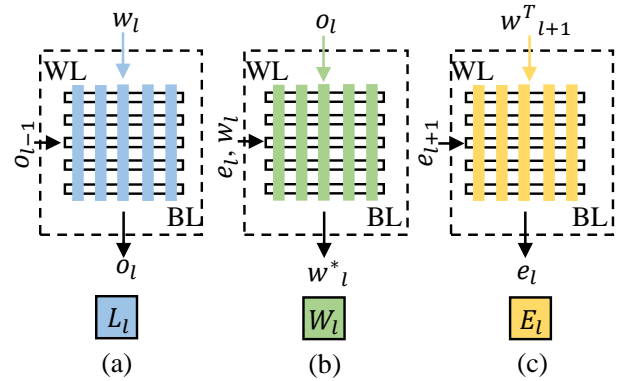 w_l
o_l
w^T_{l+1}
WL
WL
WL
o_{l-1}
e_l, w_l
e_{l+1}
BL
BL
BL
o_l
w*_l
e_l
L_l
W_l
E_l
(a)
(b)
(c)